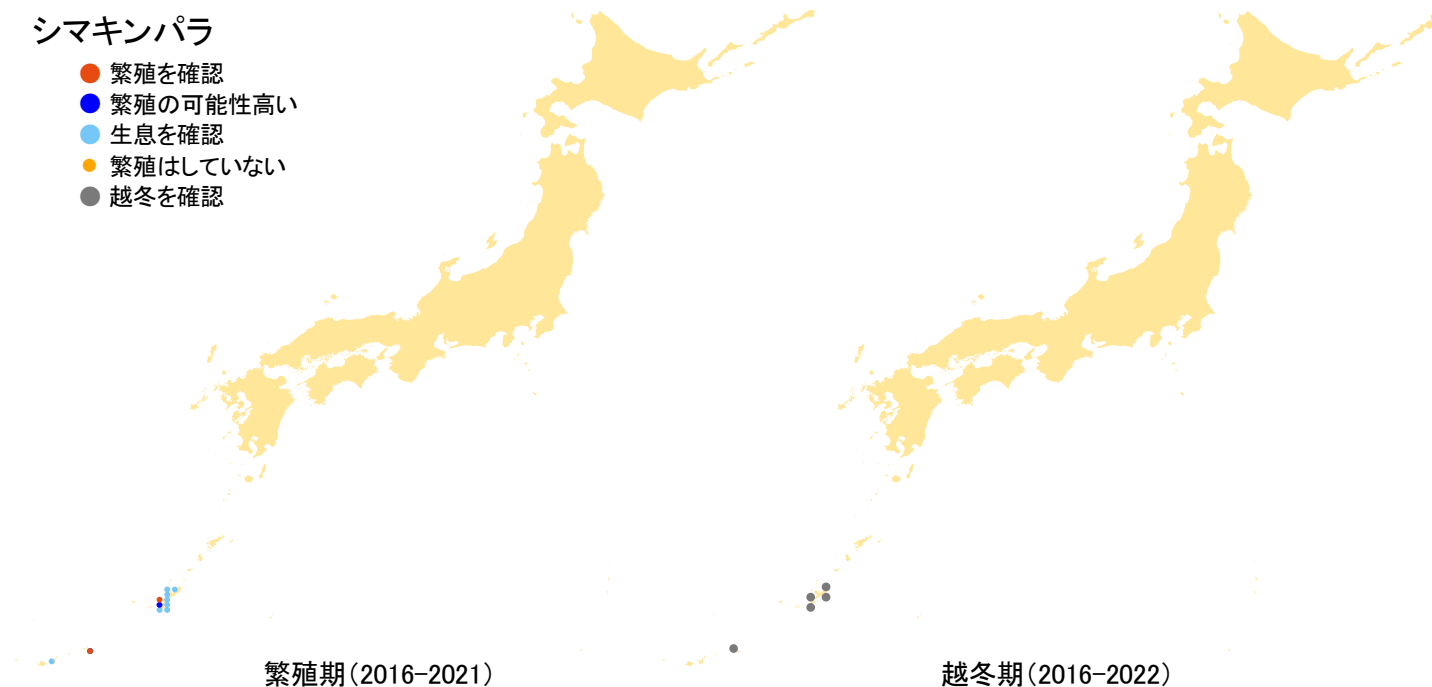 シマキンパラ
繁殖を確認
繁殖の可能性高い
生息を確認
繁殖はしていない
越冬を確認
繁殖期（2016-2021）
越冬期（2016-2022）